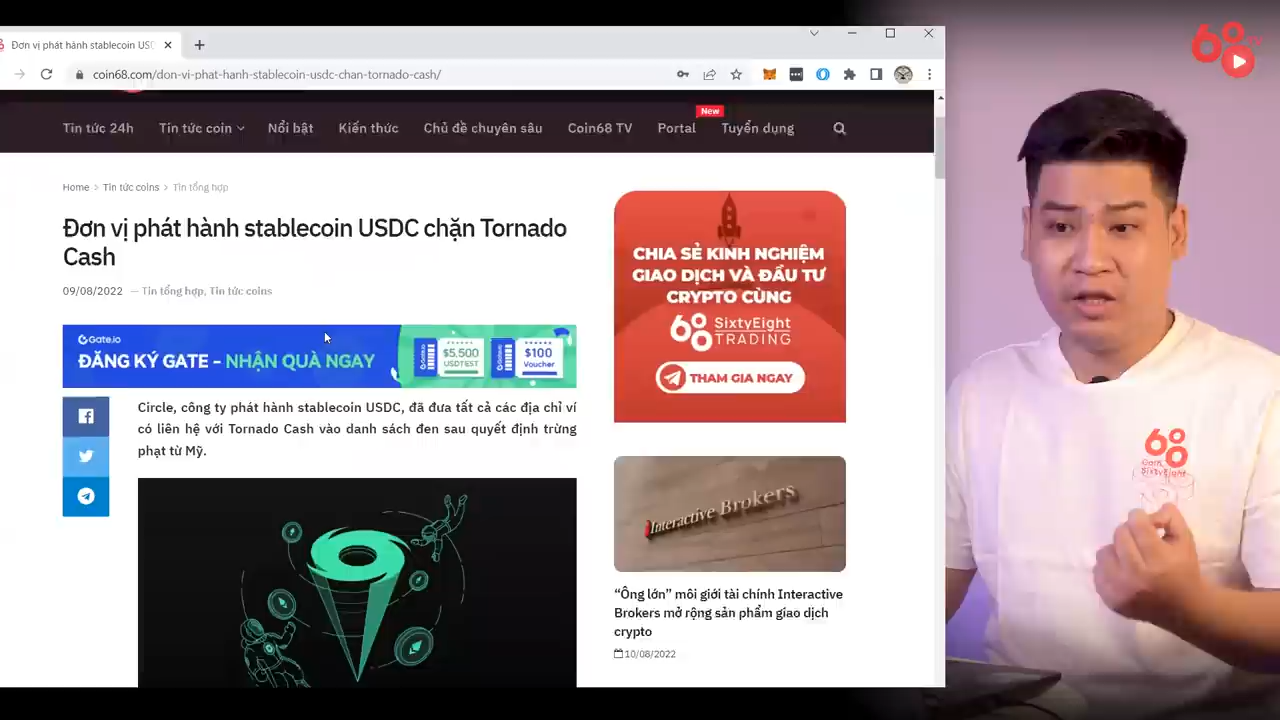 68 TV
Đơn vị phát hành stablecoin USD
coin68.com/don-vi-phat-hanh-stablecoin-usdc-chan-tornado-cash/
New
Tin tức 24h Tin tức coin Nổi bật Kiến thức Chủ đề chuyên sâu Coin68 TV Portal Tuyển dụng
Home > Tin tức coins > Tin tổng hợp
Đơn vị phát hành stablecoin USDC chặn Tornado
Cash
09/08/2022 — Tin tổng hợp, Tin tức coins
Gate.io
ĐĂNG KÝ GATE - NHẬN QUÀ NGAY
$5.500
USDTEST
$100
Voucher
Circle, công ty phát hành stablecoin USDC, đã đưa tất cả các địa chỉ ví
có liên hệ với Tornado Cash vào danh sách đen sau quyết định trừng
phạt từ Mỹ.
CHIA SẺ KINH NGHIỆM
GIAO DỊCH VÀ ĐẦU TƯ
CRYPTO CÙNG
68 SixtyEight
TRADING
THAM GIA NGAY
Interactive Brokers
“Ông lớn” môi giới tài chính Interactive
Brokers mở rộng sản phẩm giao dịch
crypto
10/08/2022
68
SixtyEight